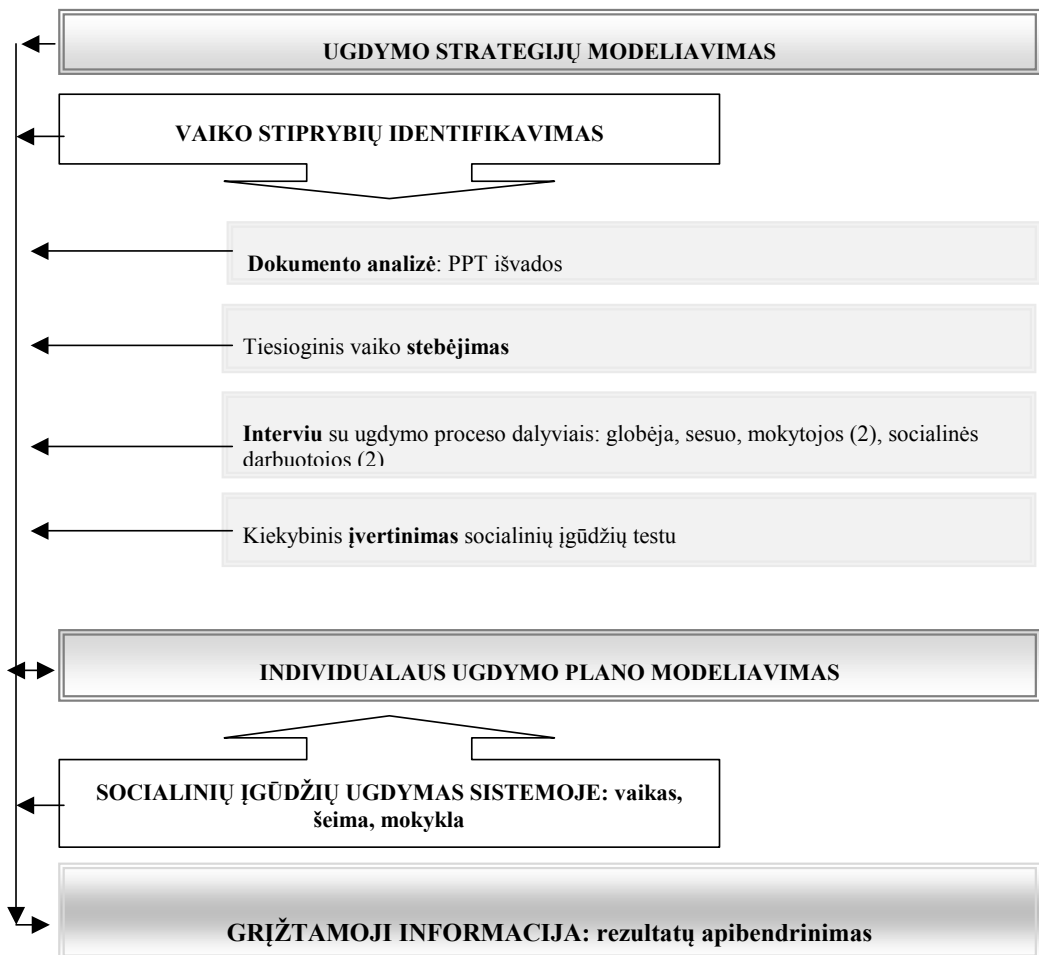 UGDYMO STRATEGIJŲ MODELIAVIMAS
VAIKO STIPRYBIŲ IDENTIFIKAVIMAS
Dokumento analizė: PPT išvados
Tiesioginis vaiko stebėjimas
Interviu su ugdymo proceso dalyviais: globėja, sesuo, mokytojos (2), socialinės
darbuotojos (2)
Kiekybinis įvertinimas socialinių įgūdžių testu
INDIVIDUALAUS UGDYMO PLANO MODELIAVIMAS
SOCIALINIŲ ĮGŪDŽIŲ UGDYMAS SISTEMOJE: vaikas,
šeima, mokykla
GRĮŽTAMOJI INFORMACIJA: rezultatų apibendrinimas